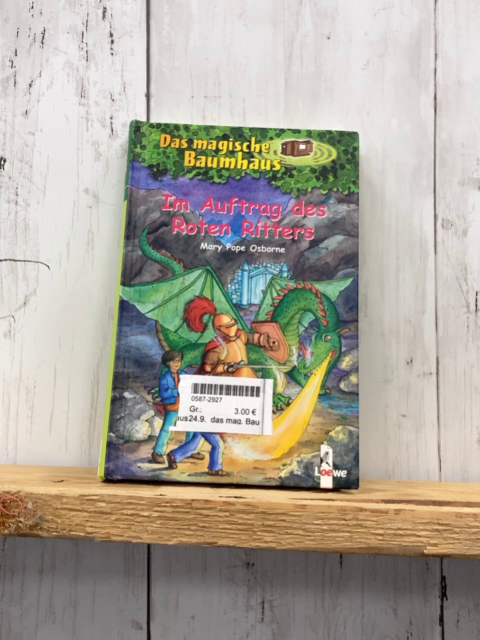 Das magische
Baumhaus
Im Auftrag des
Roten Ritters
Mary Pope Osborne
0587-2927
Gr.: 3.00 €
us24.9. das mag. Bau
Loewe